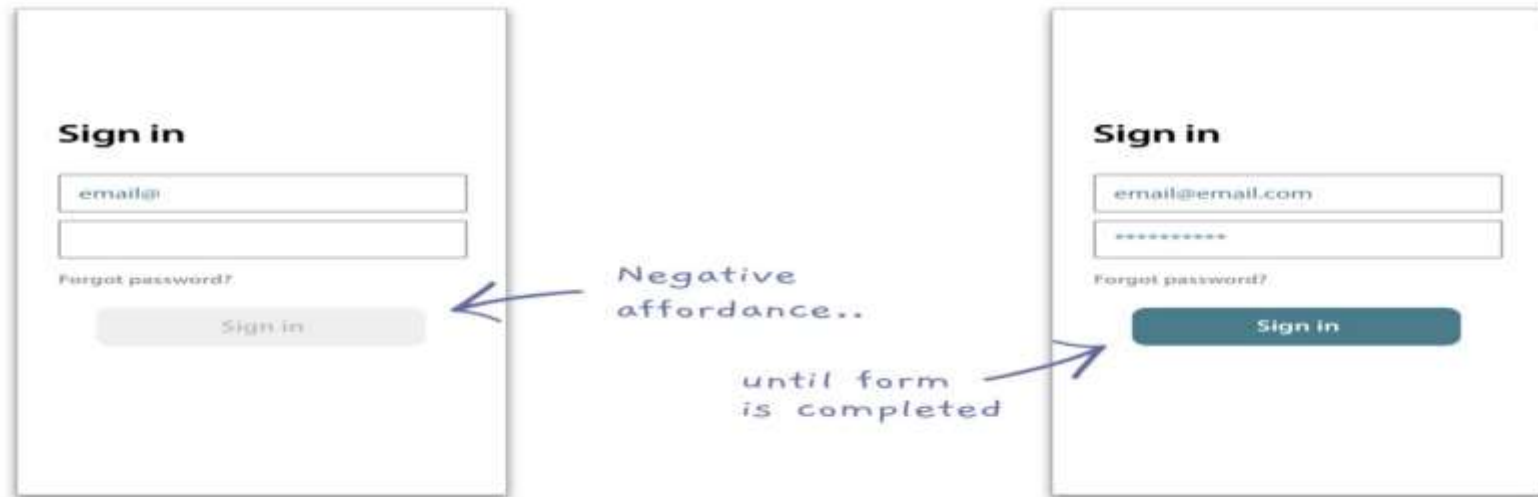 Sign in
email@
Forgot password?
Sign in
Negative
affordance..
until form
is completed
Sign in
email@email.com
**********
Forgot password?
Sign in